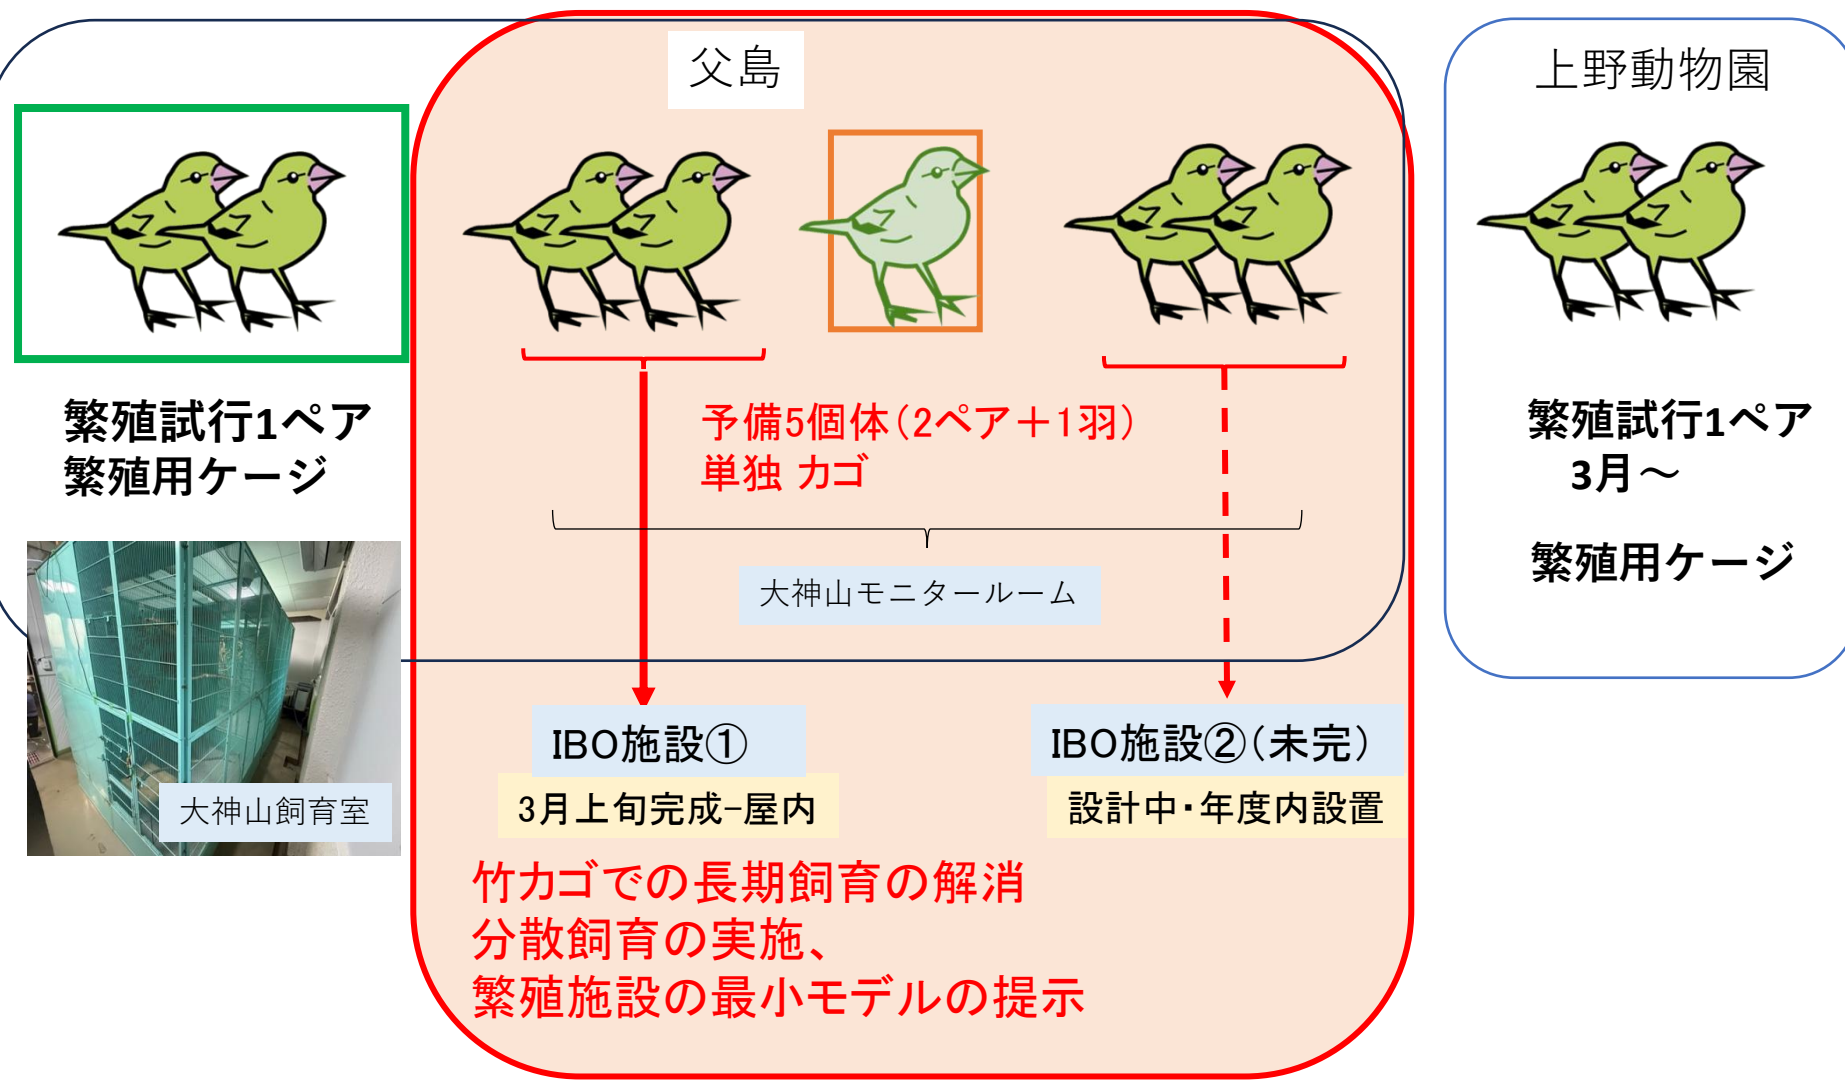 父島
上野動物園
繁殖試行1ペア
繁殖用ケージ
大神山飼育室
予備5個体（2ペア＋1羽）
単独 カゴ
大神山モニタールーム
IBO施設①
3月上旬完成−屋内
IBO施設②（未完）
設計中・年度内設置
竹カゴでの長期飼育の解消
分散飼育の実施、
繁殖施設の最小モデルの提示
繁殖試行1ペア
3月～
繁殖用ケージ